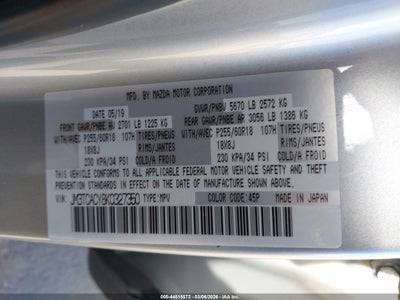 MFD. BY MAZDA MOTOR CORPORATION
DATE 05/19 GVWR/PNBV 5670 LB 2572 KG
FRONT GAWR/PNBE AV 2701 LB 1225 KG REAR GAWR/PNBE AR 3056 LB 1386 KG
WITH/AVEC P255/60R18 107H TIRES/PNEUS WITH/AVEC P255/60R18 107H TIRES/PNEUS
18X8J RIMS/JANTES 18X8J RIMS/JANTES
230 KPA/34 PSI COLD/A FROID 230 KPA/34 PSI COLD/A FROID
THIS VEHICLE CONFORMS TO ALL APPLICABLE FEDERAL MOTOR VEHICLE SAFETY, BUMPER,
AND THEFT PREVENTION STANDARDS IN EFFECT ON THE DATE OF MANUFACTURE SHOWN ABOVE.
VIN: JM3TCACY8K0327350 TYPE: MPV COLOR CODE: 45P MADE IN JAPAN
000-44515572 - 03/06/2026 - IAA Inc.